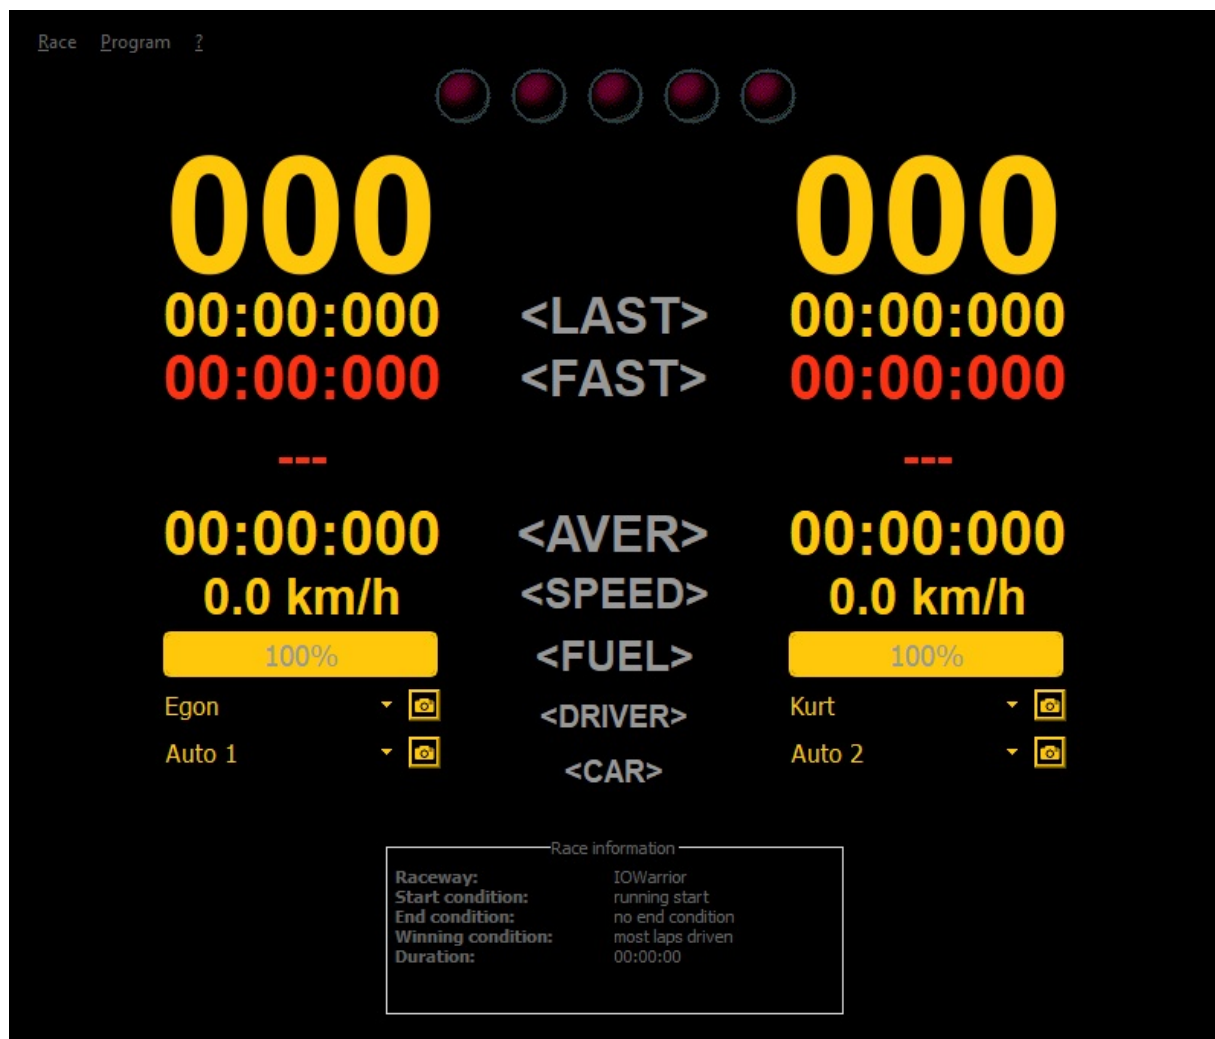 Race Program ?
000 000
00:00:000 <LAST> 00:00:000
00:00:000 <FAST> 00:00:000
--- ---
00:00:000 <AVER> 00:00:000
0.0 km/h <SPEED> 0.0 km/h
100% <FUEL> 100%
Egon <DRIVER> Kurt
Auto 1 <CAR> Auto 2
Race information
Raceway: IOWarrior
Start condition: running start
End condition: no end condition
Winning condition: most laps driven
Duration: 00:00:00